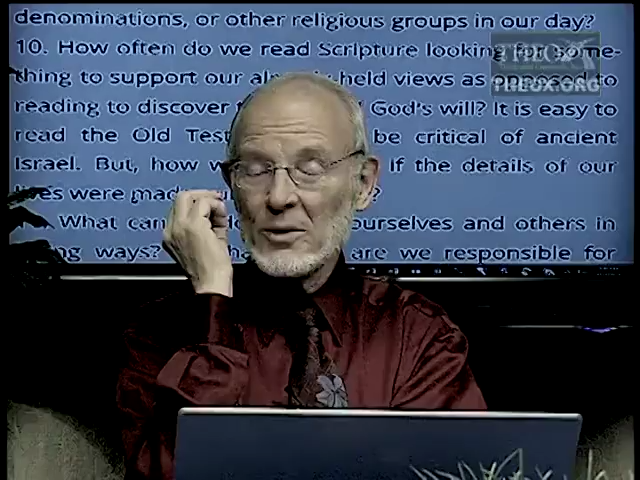 denominations, or other religious groups in our day?
10. How often do we read Scripture looking for some-
thing to support our held views as opposed to
reading to discover God's will? It is easy to
read the Old be critical of ancient
Israel. But, how if the details of our
lives were made ?
What can ourselves and others in
ways? are we responsible for
THEOX
THEOX.ORG